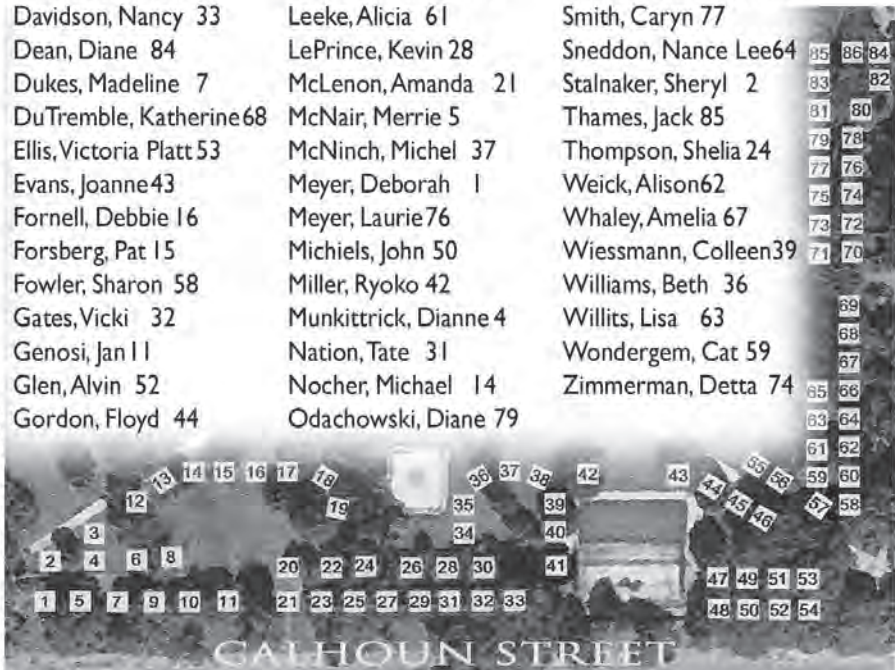 Davidson, Nancy 33
Dean, Diane 84
Dukes, Madeline 7
DuTremble, Katherine 68
Ellis, Victoria Platt 53
Evans, Joanne 43
Fornell, Debbie 16
Forsberg, Pat 15
Fowler, Sharon 58
Gates, Vicki 32
Genosi, Jan 11
Glen, Alvin 52
Gordon, Floyd 44
Leeke, Alicia 61
LePrince, Kevin 28
McLenon, Amanda 21
McNair, Merrie 5
McNinch, Michel 37
Meyer, Deborah 1
Meyer, Laurie 76
Michiels, John 50
Miller, Ryoko 42
Munkittrick, Dianne 4
Nation, Tate 31
Nocher, Michael 14
Odachowski, Diane 79
Smith, Caryn 77
Sneddon, Nance Lee 64
Stalnaker, Sheryl 2
Thames, Jack 85
Thompson, Shelia 24
Weick, Alison 62
Whaley, Amelia 67
Wiessmann, Colleen 39
Williams, Beth 36
Willits, Lisa 63
Wondergem, Cat 59
Zimmerman, Detta 74
85 86 84
83 82
81 80
79 78
77 76
75 74
73 72
71 70
69
68
67
65 66
63 64
61 62
59 60
57 58
55 56
44 45 46
42 43
36 37 38
35 39
34 40
41
12 13 14 15 16 17 18
19
3
2 4 6 8
20 22 24 26 28 30
1 5 7 9 10 11
21 23 25 27 29 31 32 33
47 49 51 53
48 50 52 54
CALHOUN STREET